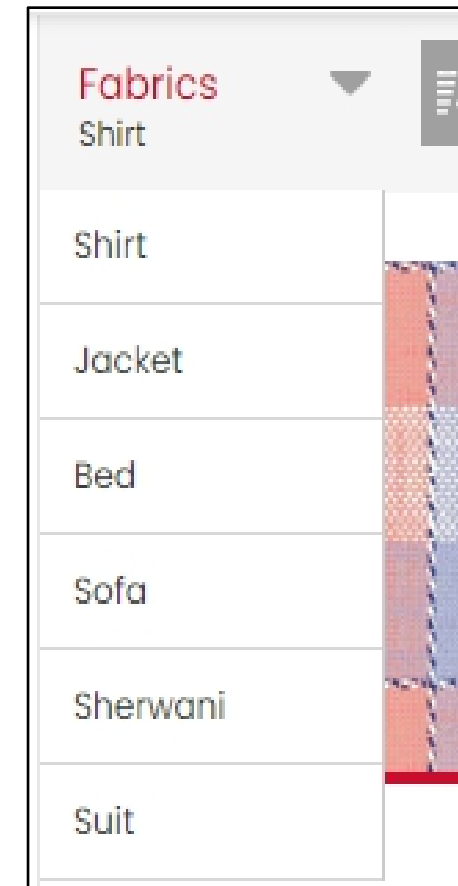 Fabrics
Shirt
Shirt
Jacket
Bed
Sofa
Sherwani
Suit